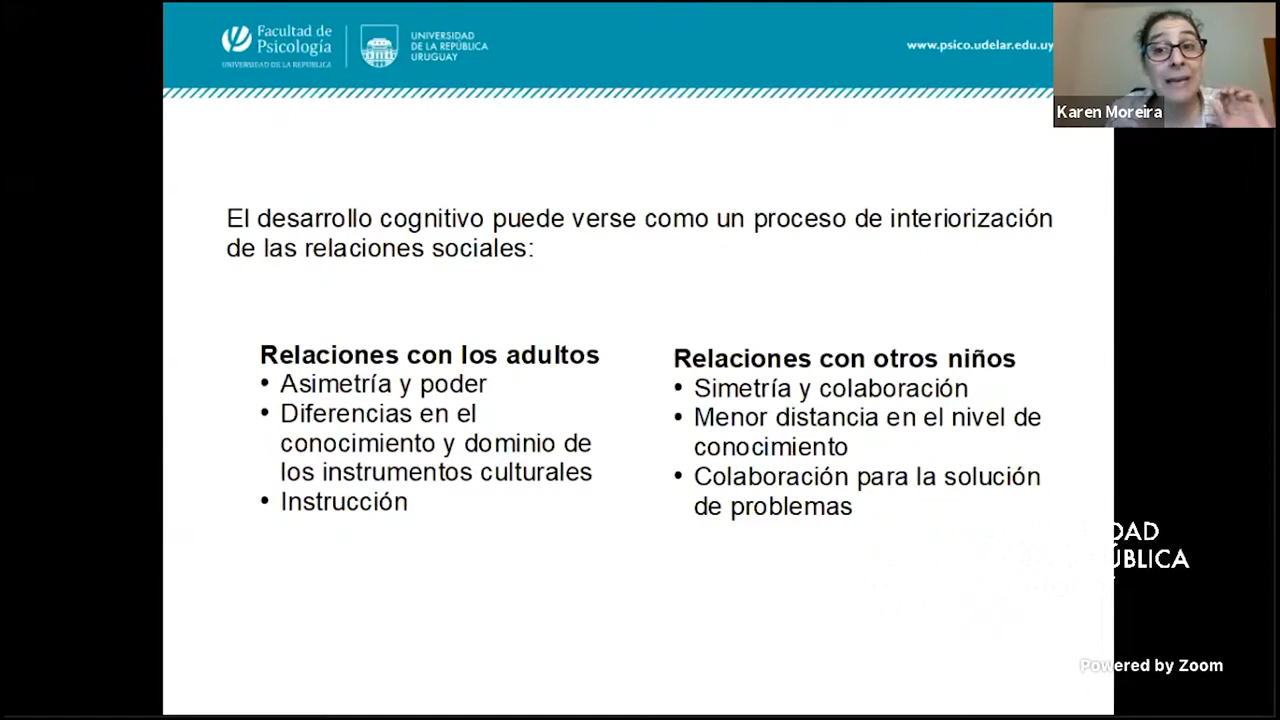 Facultad de
Psicología
UNIVERSIDAD DE LA REPÚBLICA
UNIVERSIDAD
DE LA REPÚBLICA
URUGUAY
www.psico.udelar.edu.uy
Karen Moreira
El desarrollo cognitivo puede verse como un proceso de interiorización
de las relaciones sociales:
Relaciones con los adultos
• Asimetría y poder
• Diferencias en el
conocimiento y dominio de
los instrumentos culturales
• Instrucción
Relaciones con otros niños
• Simetría y colaboración
• Menor distancia en el nivel de
conocimiento
• Colaboración para la solución
de problemas
DAD
ÚBLICA
Powered by Zoom